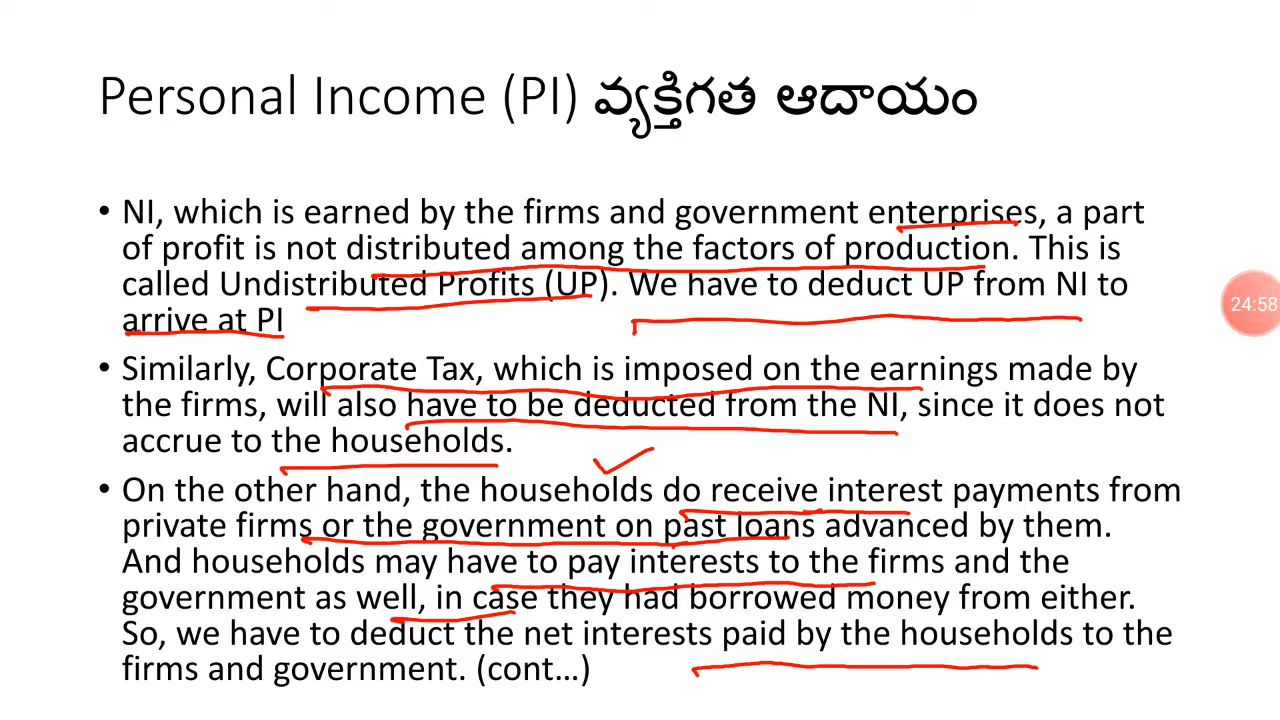 Personal Income (PI) వ్యక్తిగత ఆదాయం
• NI, which is earned by the firms and government enterprises, a part
of profit is not distributed among the factors of production. This is
called Undistributed Profits (UP). We have to deduct UP from NI to
arrive at PI
24:58
• Similarly, Corporate Tax, which is imposed on the earnings made by
the firms, will also have to be deducted from the NI, since it does not
accrue to the households.
• On the other hand, the households do receive interest payments from
private firms or the government on past loans advanced by them.
And households may have to pay interests to the firms and the
government as well, in case they had borrowed money from either.
So, we have to deduct the net interests paid by the households to the
firms and government. (cont...)